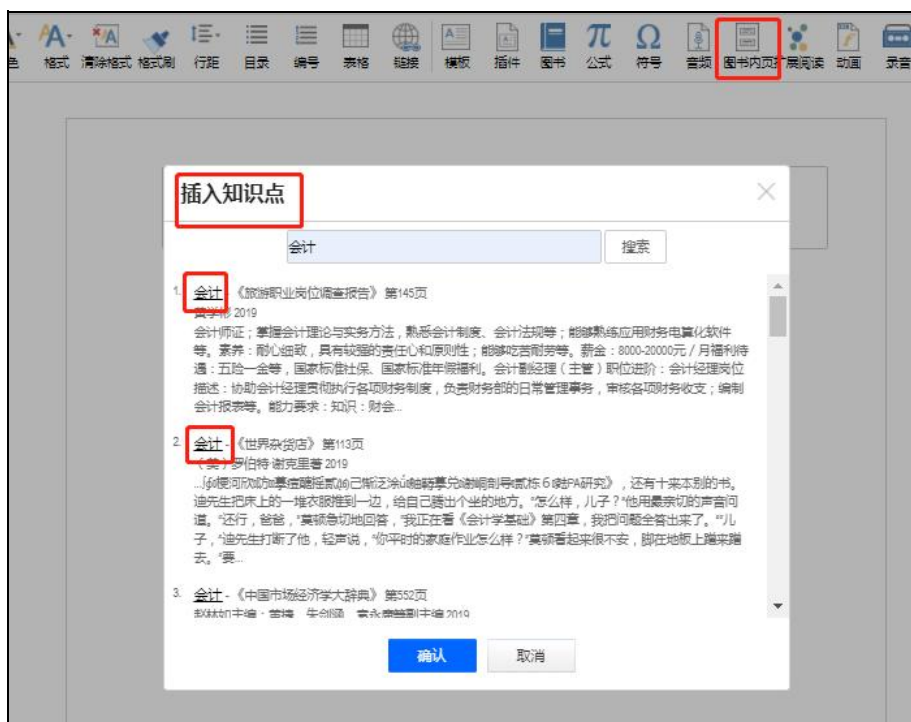 色 格式 清除格式 格式刷 行距 目录 编号 表格 链接 模板 插件 图书 公式 符号 音频 图书内页 扩展阅读 动画 录音
插入知识点
会计 搜索
1. 会计 - 《旅游职业岗位调查报告》 第145页
2019
会计师证；掌握会计理论与实务方法，熟悉会计制度、会计法规等；能够熟练应用财务电算化软件
等。素养：耐心细致，具有较强的责任心和原则性；能够吃苦耐劳等。薪金：8000-20000元 / 月福利待
遇：五险一金等，国家标准社保、国家标准年假福利。会计副经理（主管）职位进阶：会计经理岗位
描述：协助会计经理贯彻执行各项财务制度，负责财务部的日常管理事务，审核各项财务收支；编制
会计报表等。能力要求：知识：财会...
2. 会计 - 《世界杂货店》 第113页
（美）罗伯特·谢克里著 2019
研究》，还有十来本别的书。
迪先生把床上的一堆衣服推到一边，给自己腾出个坐的地方。“怎么样，儿子？”他用最亲切的声音问
道。“还行，爸爸，”莫顿急切地回答，“我正在看《会计学基础》第四章，我把问题全答出来了。”“儿
子，”迪先生打断了他，轻声说，“你平时的家庭作业怎么样？”莫顿看起来很不安，脚在地板上蹭来蹭
去。“要...
3. 会计 - 《中国市场经济学大辞典》 第552页
赵林如主编； 2019
确认 取消